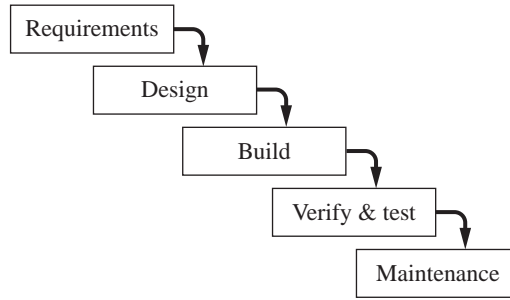 Requirements
Design
Build
Verify & test
Maintenance